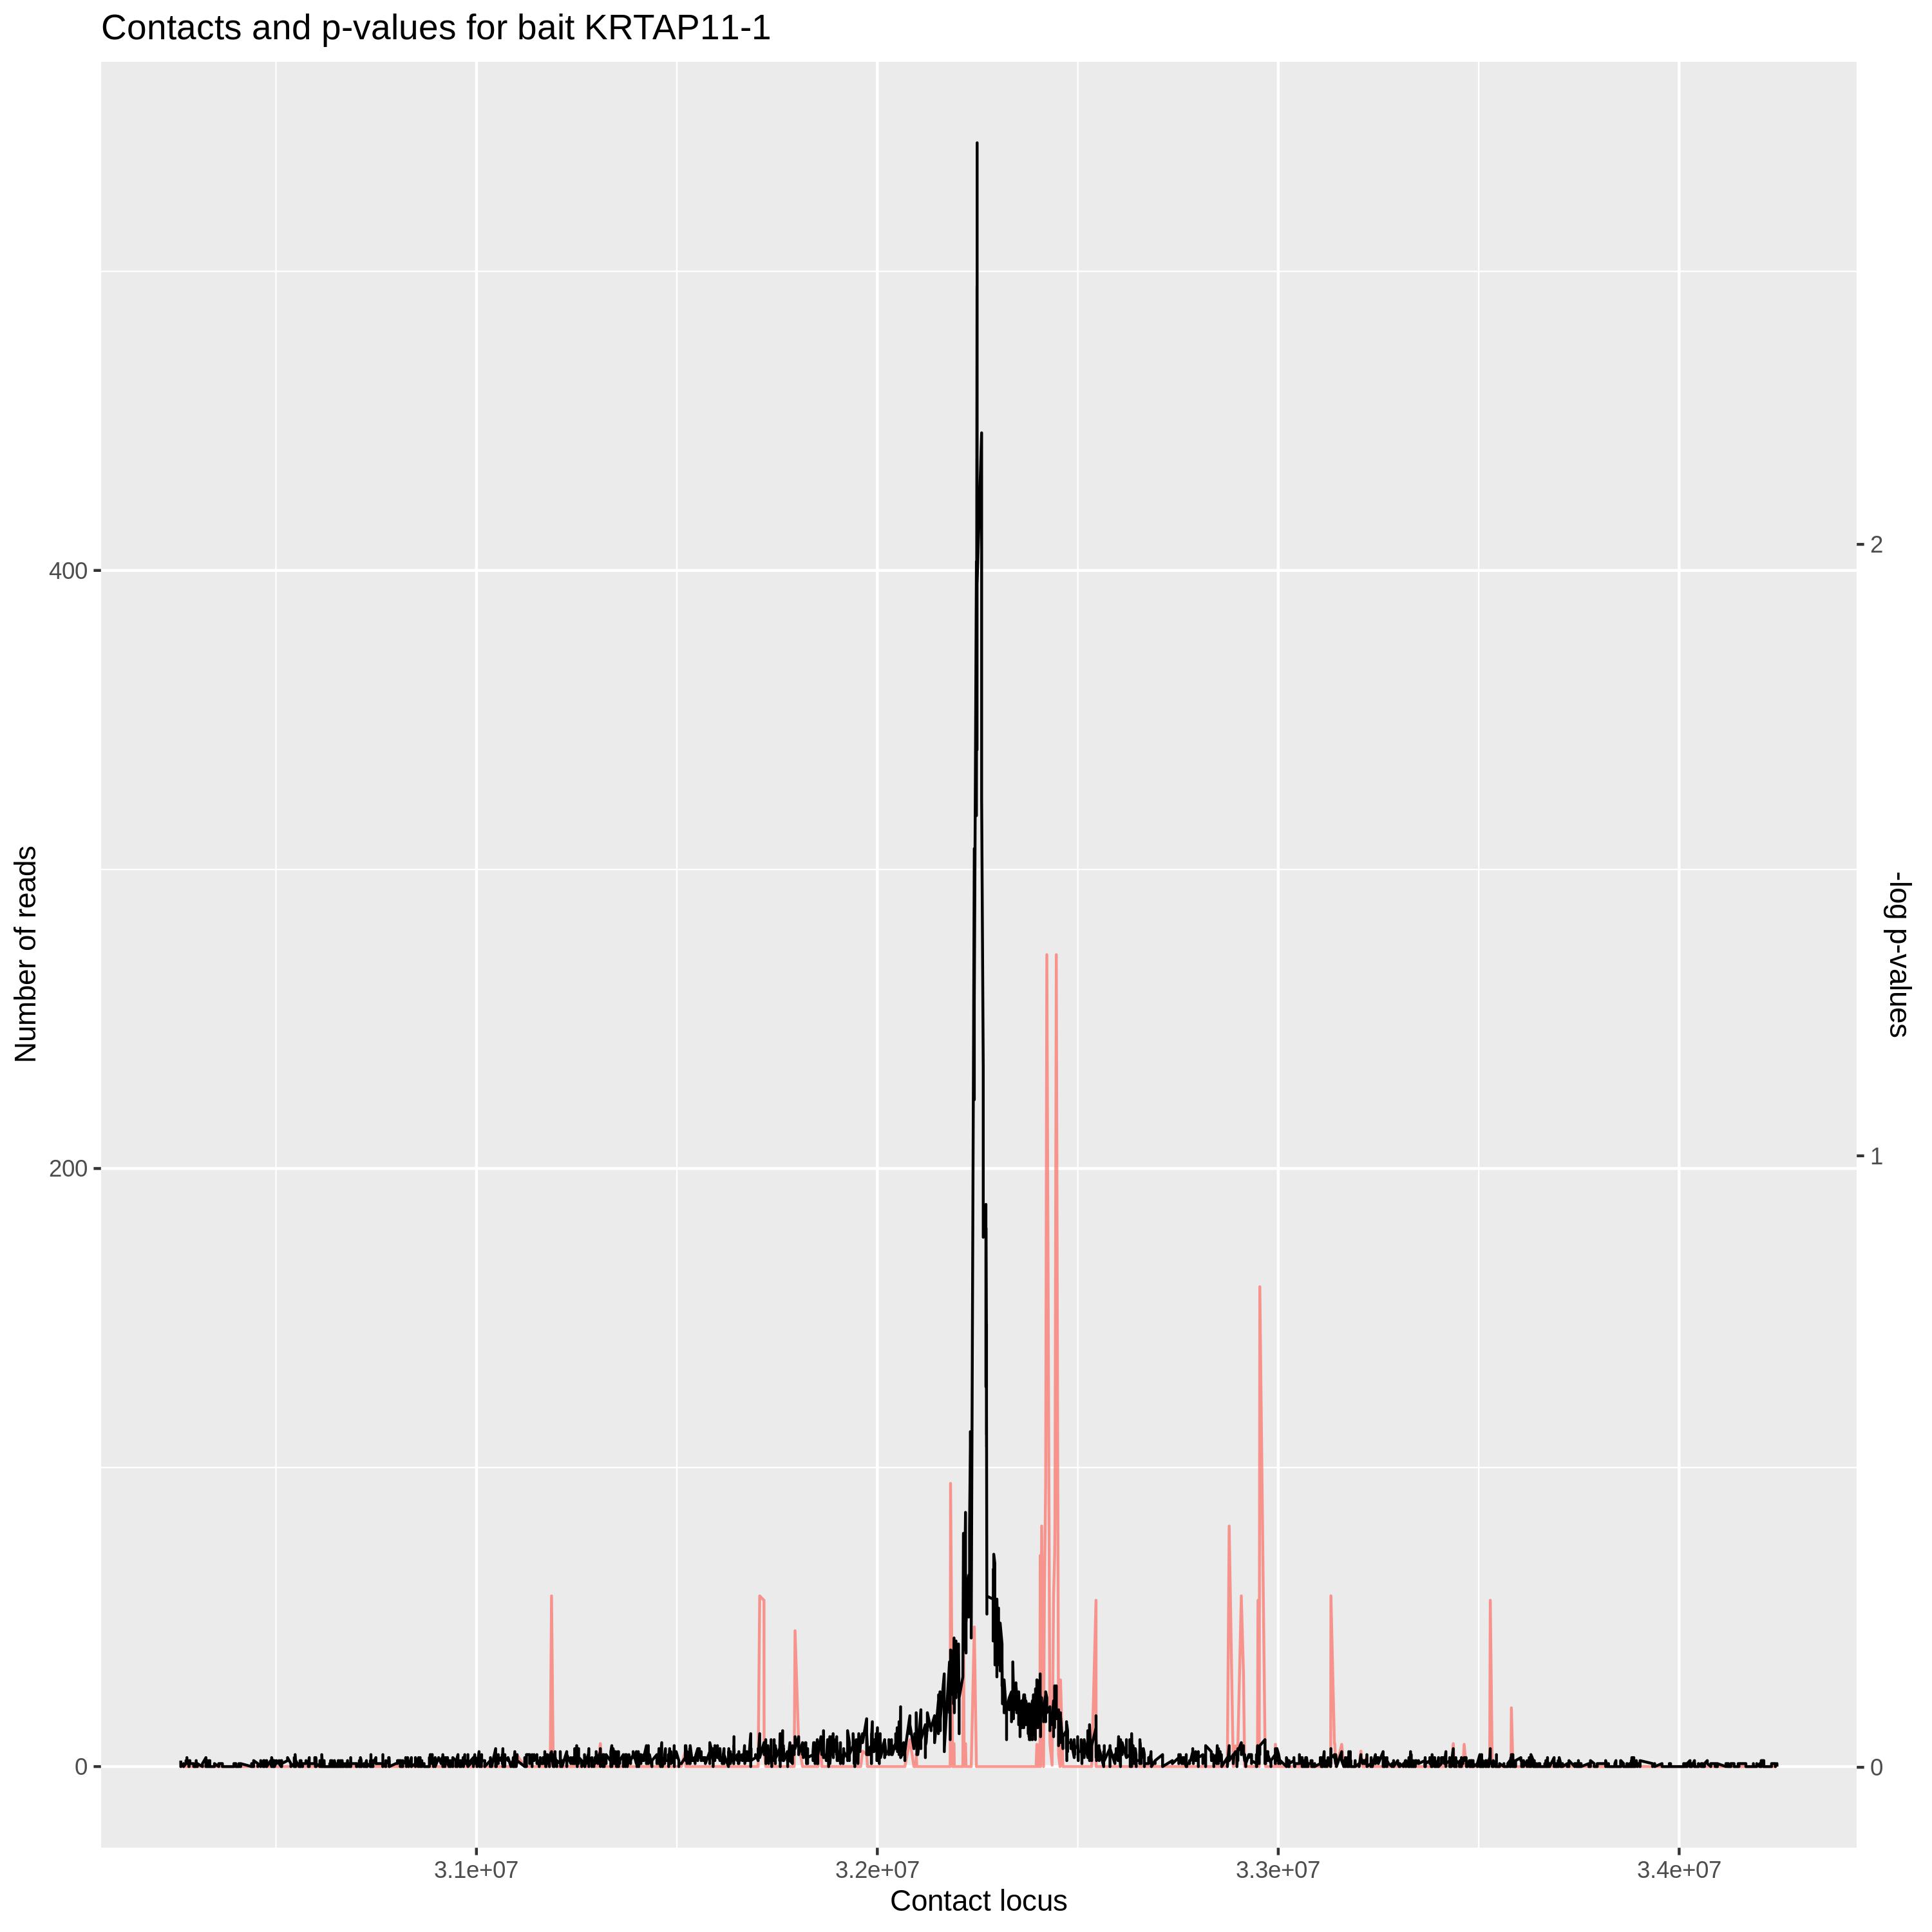 Contacts and p-values for bait KRTAP11-1
400
200
0
Number of reads
2
1
0
-log p-values
3.1e+07
3.2e+07
3.3e+07
3.4e+07
Contact locus